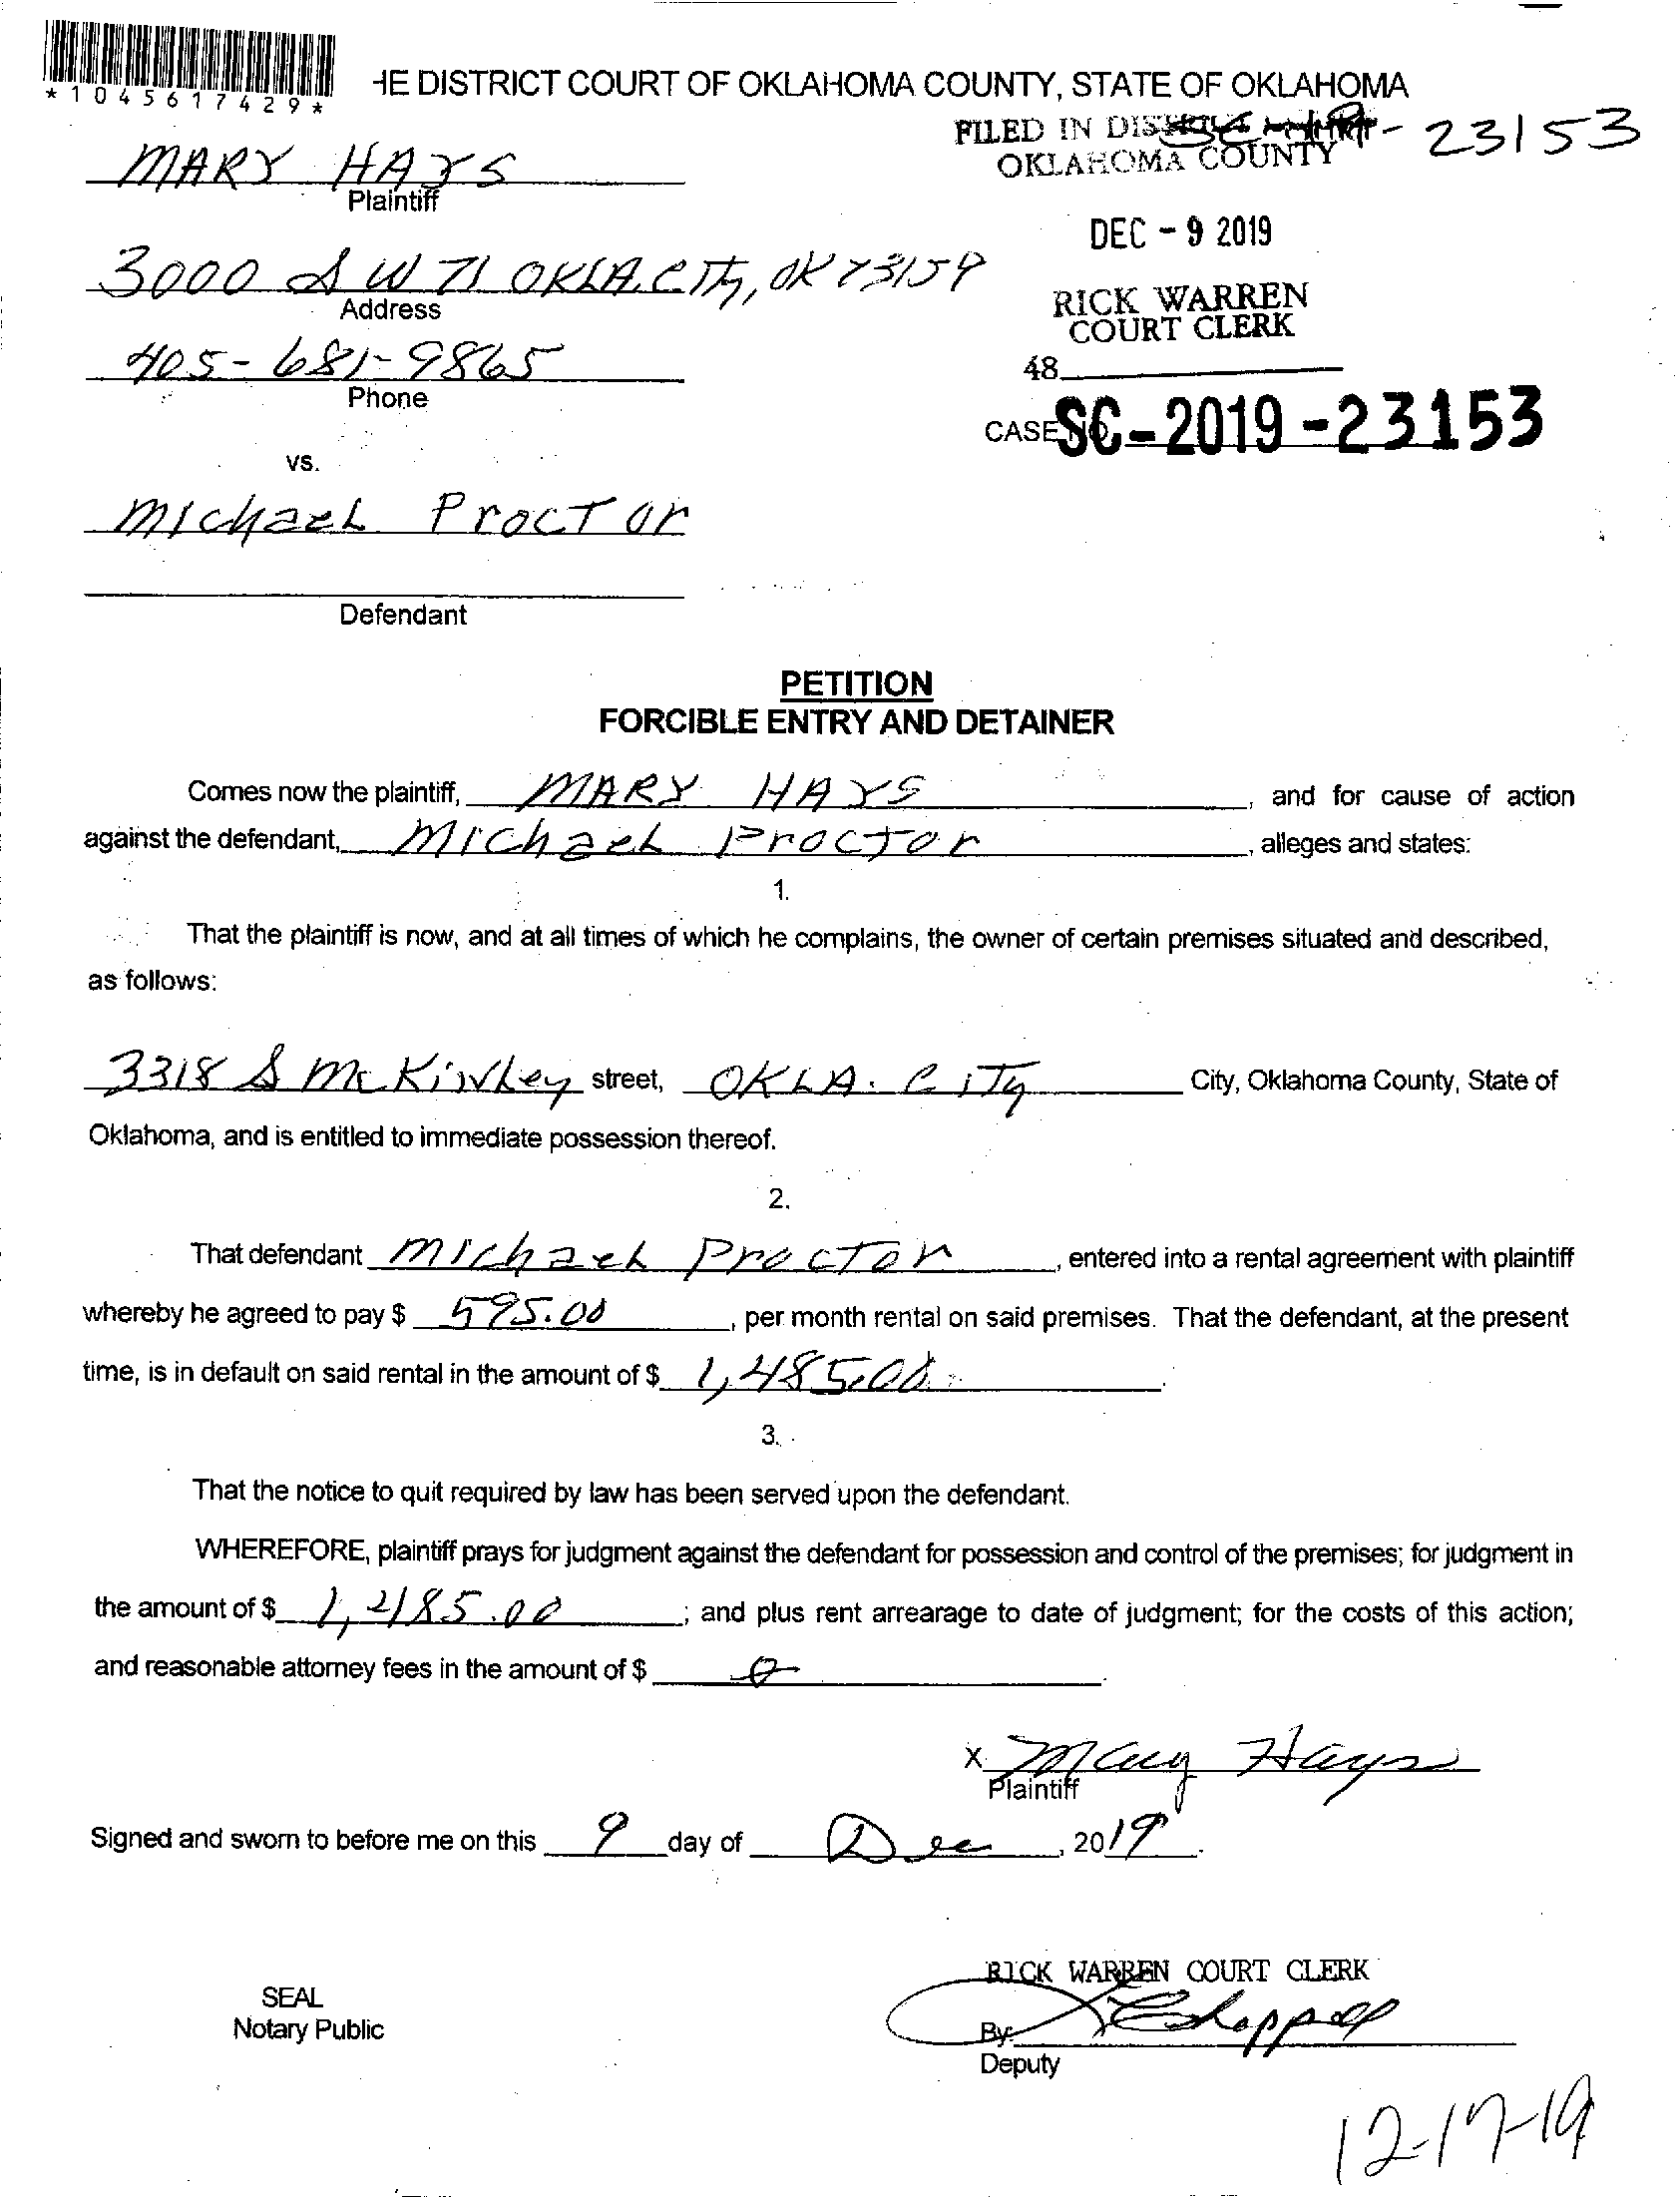 *1045617429*
HE DISTRICT COURT OF OKLAHOMA COUNTY, STATE OF OKLAHOMA
FILED IN DISTRICT COURT
OKLAHOMA COUNTY
- 23153
MARY HAYS
Plaintiff
DEC - 9 2019
3000 S W 71 OKLA. CITY, OK 73159
Address
RICK WARREN
COURT CLERK
405-681-9865
Phone
48
CASE NO. SC-2019-23153
vs.
Michael Proctor
Defendant
PETITION
FORCIBLE ENTRY AND DETAINER
Comes now the plaintiff, MARY HAYS, and for cause of action
against the defendant, Michael Proctor, alleges and states:
1.
That the plaintiff is now, and at all times of which he complains, the owner of certain premises situated and described,
as follows:
3318 S McKinley street, OKLA. CITY City, Oklahoma County, State of
Oklahoma, and is entitled to immediate possession thereof.
2.
That defendant Michael Proctor, entered into a rental agreement with plaintiff
whereby he agreed to pay $ 595.00, per month rental on said premises. That the defendant, at the present
time, is in default on said rental in the amount of $ 1,485.00.
3.
That the notice to quit required by law has been served upon the defendant.
WHEREFORE, plaintiff prays for judgment against the defendant for possession and control of the premises; for judgment in
the amount of $ 1,485.00; and plus rent arrearage to date of judgment; for the costs of this action;
and reasonable attorney fees in the amount of $ 0.
X Mary Hays
Plaintiff
Signed and sworn to before me on this 9 day of Dec, 2019.
RICK WARREN COURT CLERK
SEAL
Notary Public
By:
Deputy
12-17-19